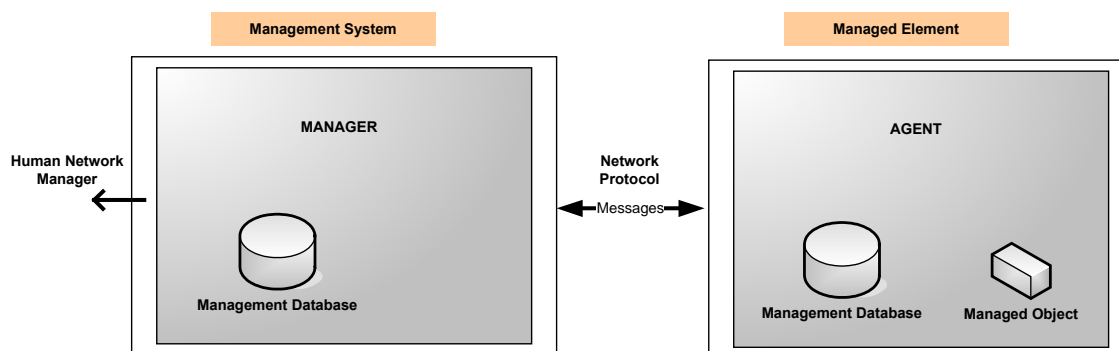 Management System
Managed Element
MANAGER
AGENT
Human Network
Manager
Network
Protocol
Messages
Management Database
Management Database
Managed Object